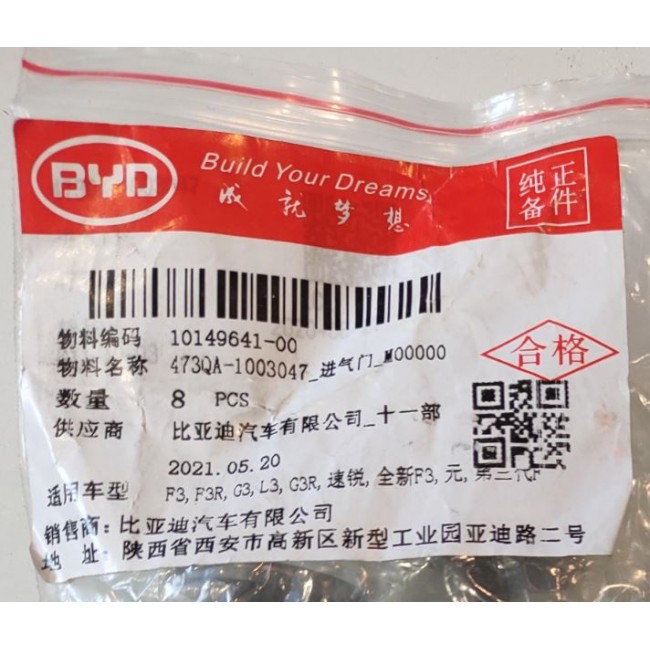 BYD
Build Your Dreams
成就梦想
纯正
备件
物料编码 10149641-00
合格
物料名称 473QA-1003047_进气门_M00000
数量 8 PCS
供应商 比亚迪汽车有限公司_十一部
2021.05.20
适用车型 F3, F3R, G3, L3, G3R, 速锐, 全新F3, 元, 第三代F
销售商: 比亚迪汽车有限公司
地 址: 陕西省西安市高新区新型工业园亚迪路二号